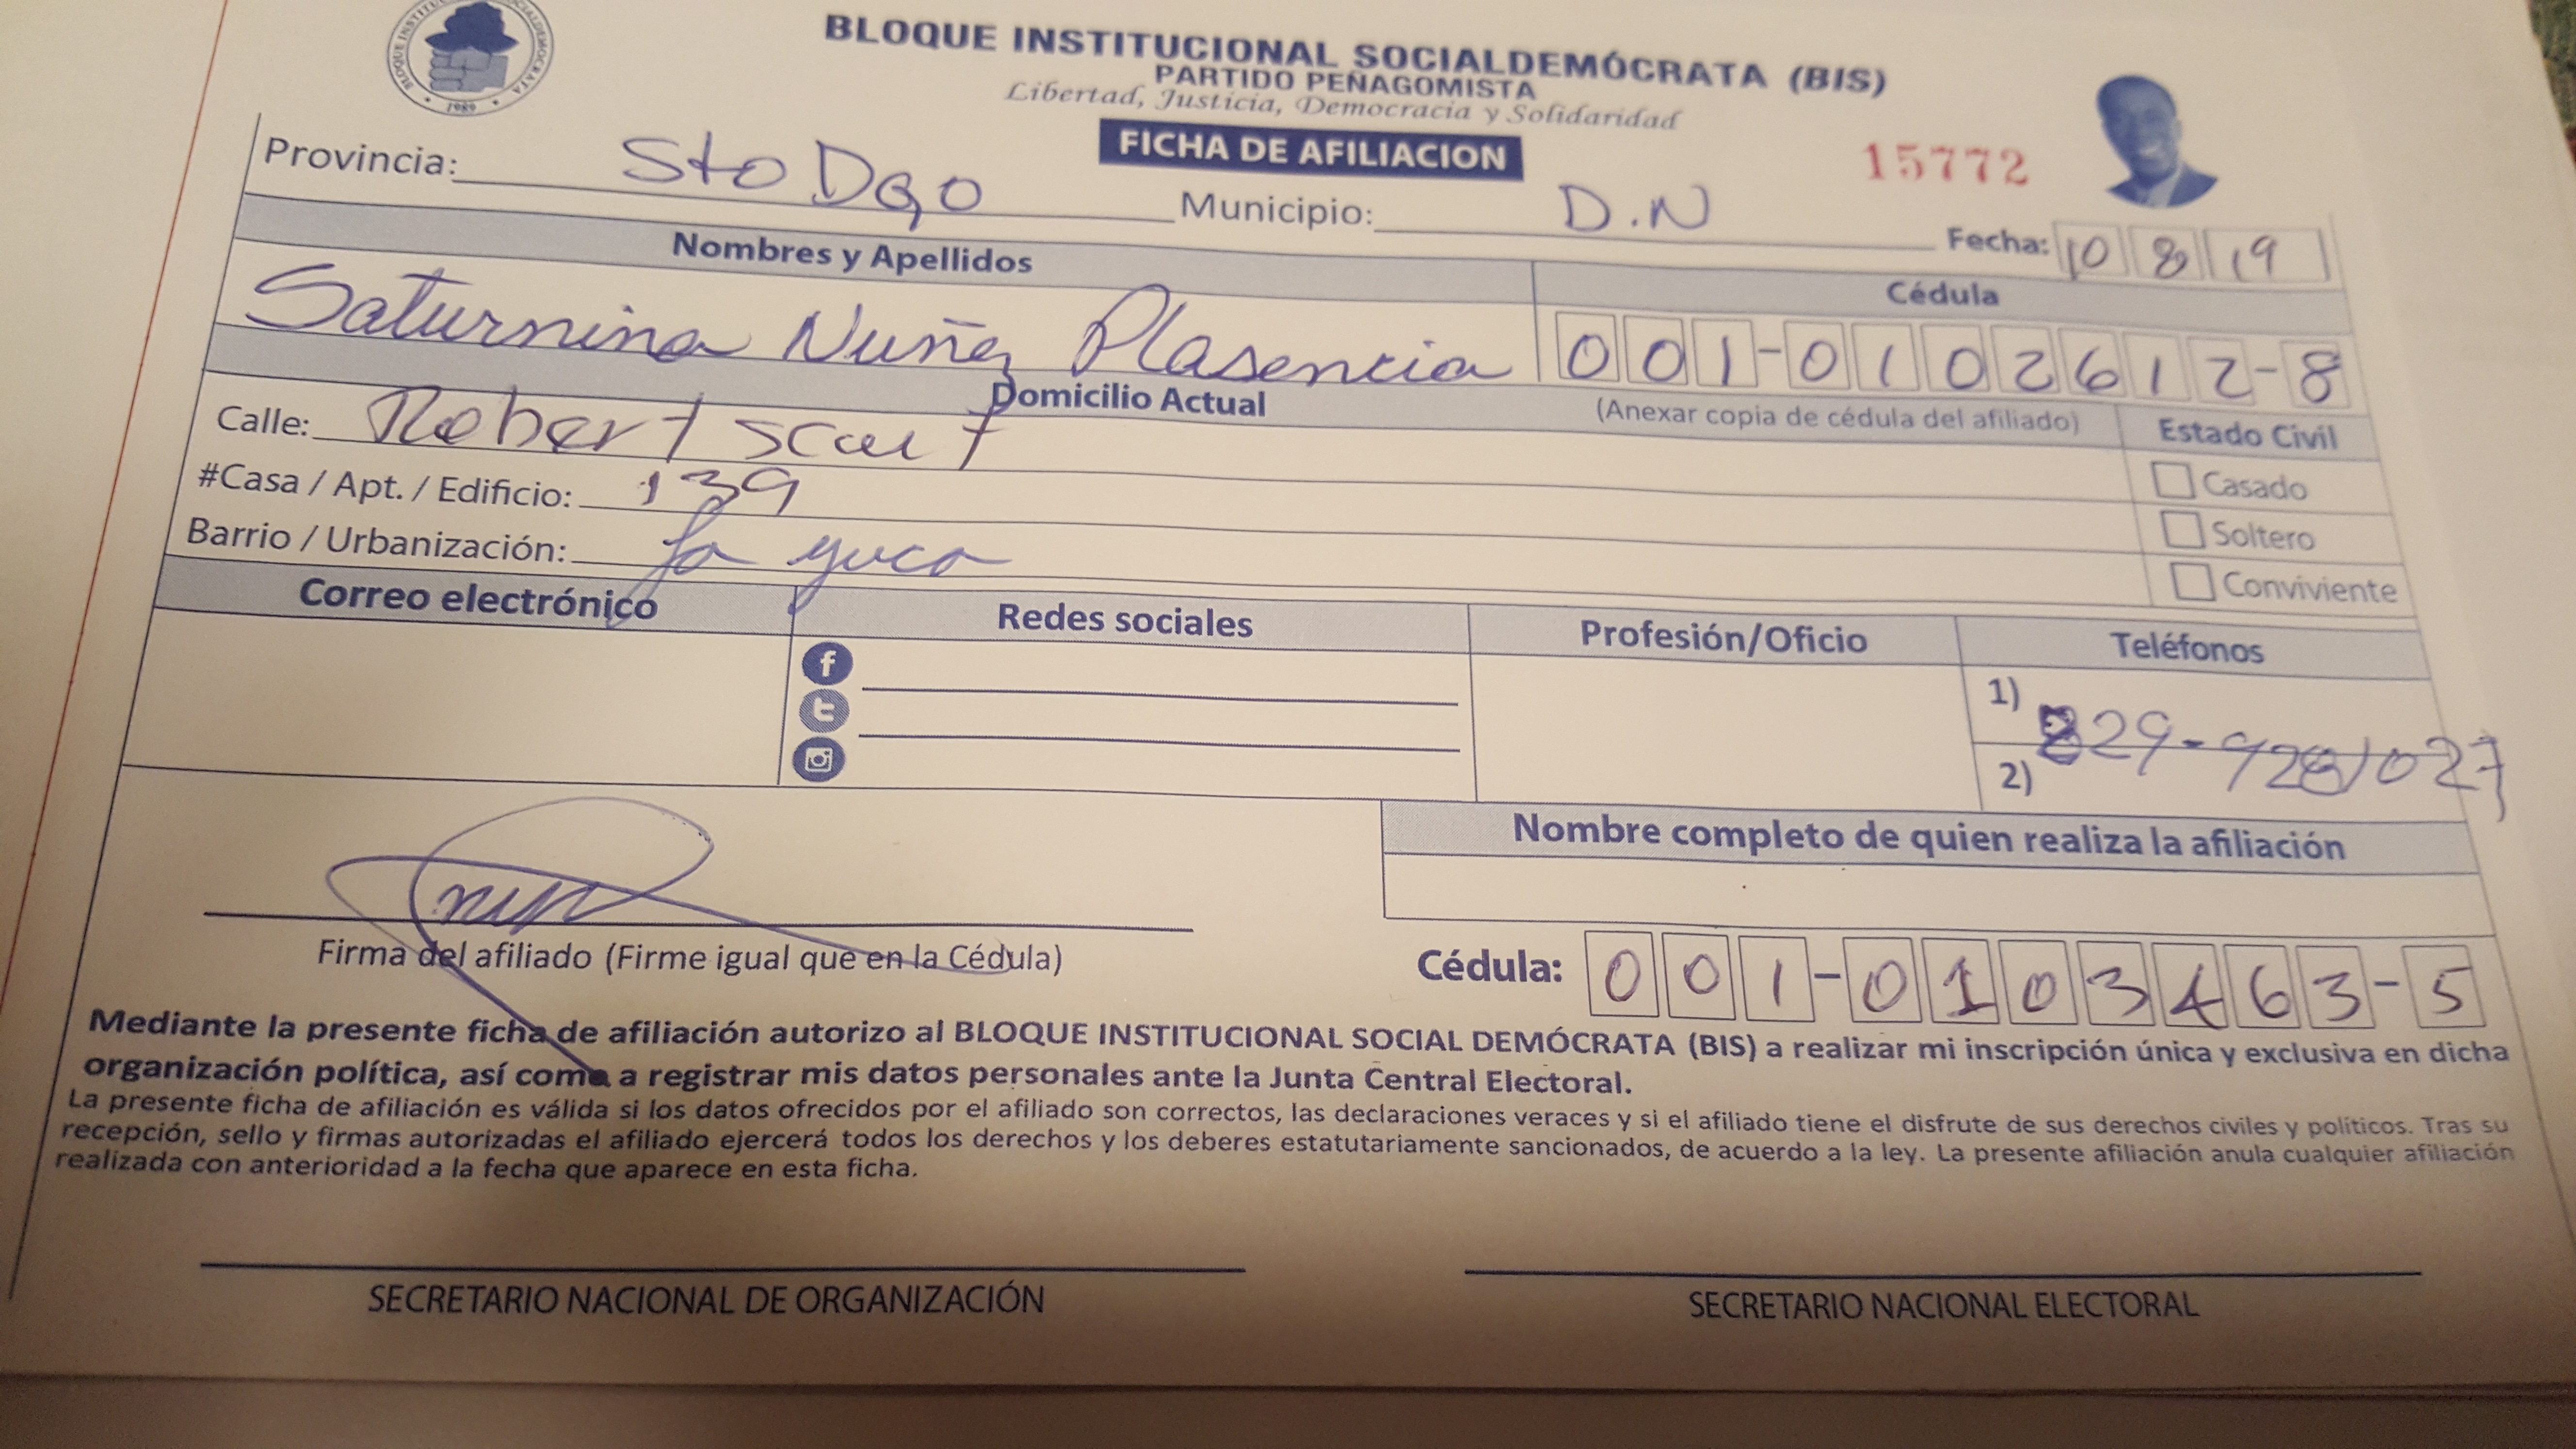 BLOQUE INSTITUCIONAL SOCIALDEMÓCRATA (BIS)
PARTIDO PEÑAGOMISTA
Libertad, Justicia, Democracia y Solidaridad
FICHA DE AFILIACION
15772
1989
Provincia: Sto Dgo Municipio: D.N Fecha: 10 8 19
Nombres y Apellidos Cédula
Saturnina Nuñez Plasencia 001-0102612-8
Domicilio Actual (Anexar copia de cédula del afiliado) Estado Civil
Calle: Robert scout
#Casa / Apt. / Edificio: 139 Casado
Barrio / Urbanización: La yuca Soltero
Conviviente
Correo electrónico Redes sociales Profesión/Oficio Teléfonos
1) 829-9281027
2)
Nombre completo de quien realiza la afiliación
Firma del afiliado (Firme igual que en la Cédula)
Cédula: 001-0103463-5
Mediante la presente ficha de afiliación autorizo al BLOQUE INSTITUCIONAL SOCIAL DEMÓCRATA (BIS) a realizar mi inscripción única y exclusiva en dicha
organización política, así como a registrar mis datos personales ante la Junta Central Electoral.
La presente ficha de afiliación es válida si los datos ofrecidos por el afiliado son correctos, las declaraciones veraces y si el afiliado tiene el disfrute de sus derechos civiles y políticos. Tras su
recepción, sello y firmas autorizadas el afiliado ejercerá todos los derechos y los deberes estatutariamente sancionados, de acuerdo a la ley. La presente afiliación anula cualquier afiliación
realizada con anterioridad a la fecha que aparece en esta ficha.
SECRETARIO NACIONAL DE ORGANIZACIÓN SECRETARIO NACIONAL ELECTORAL